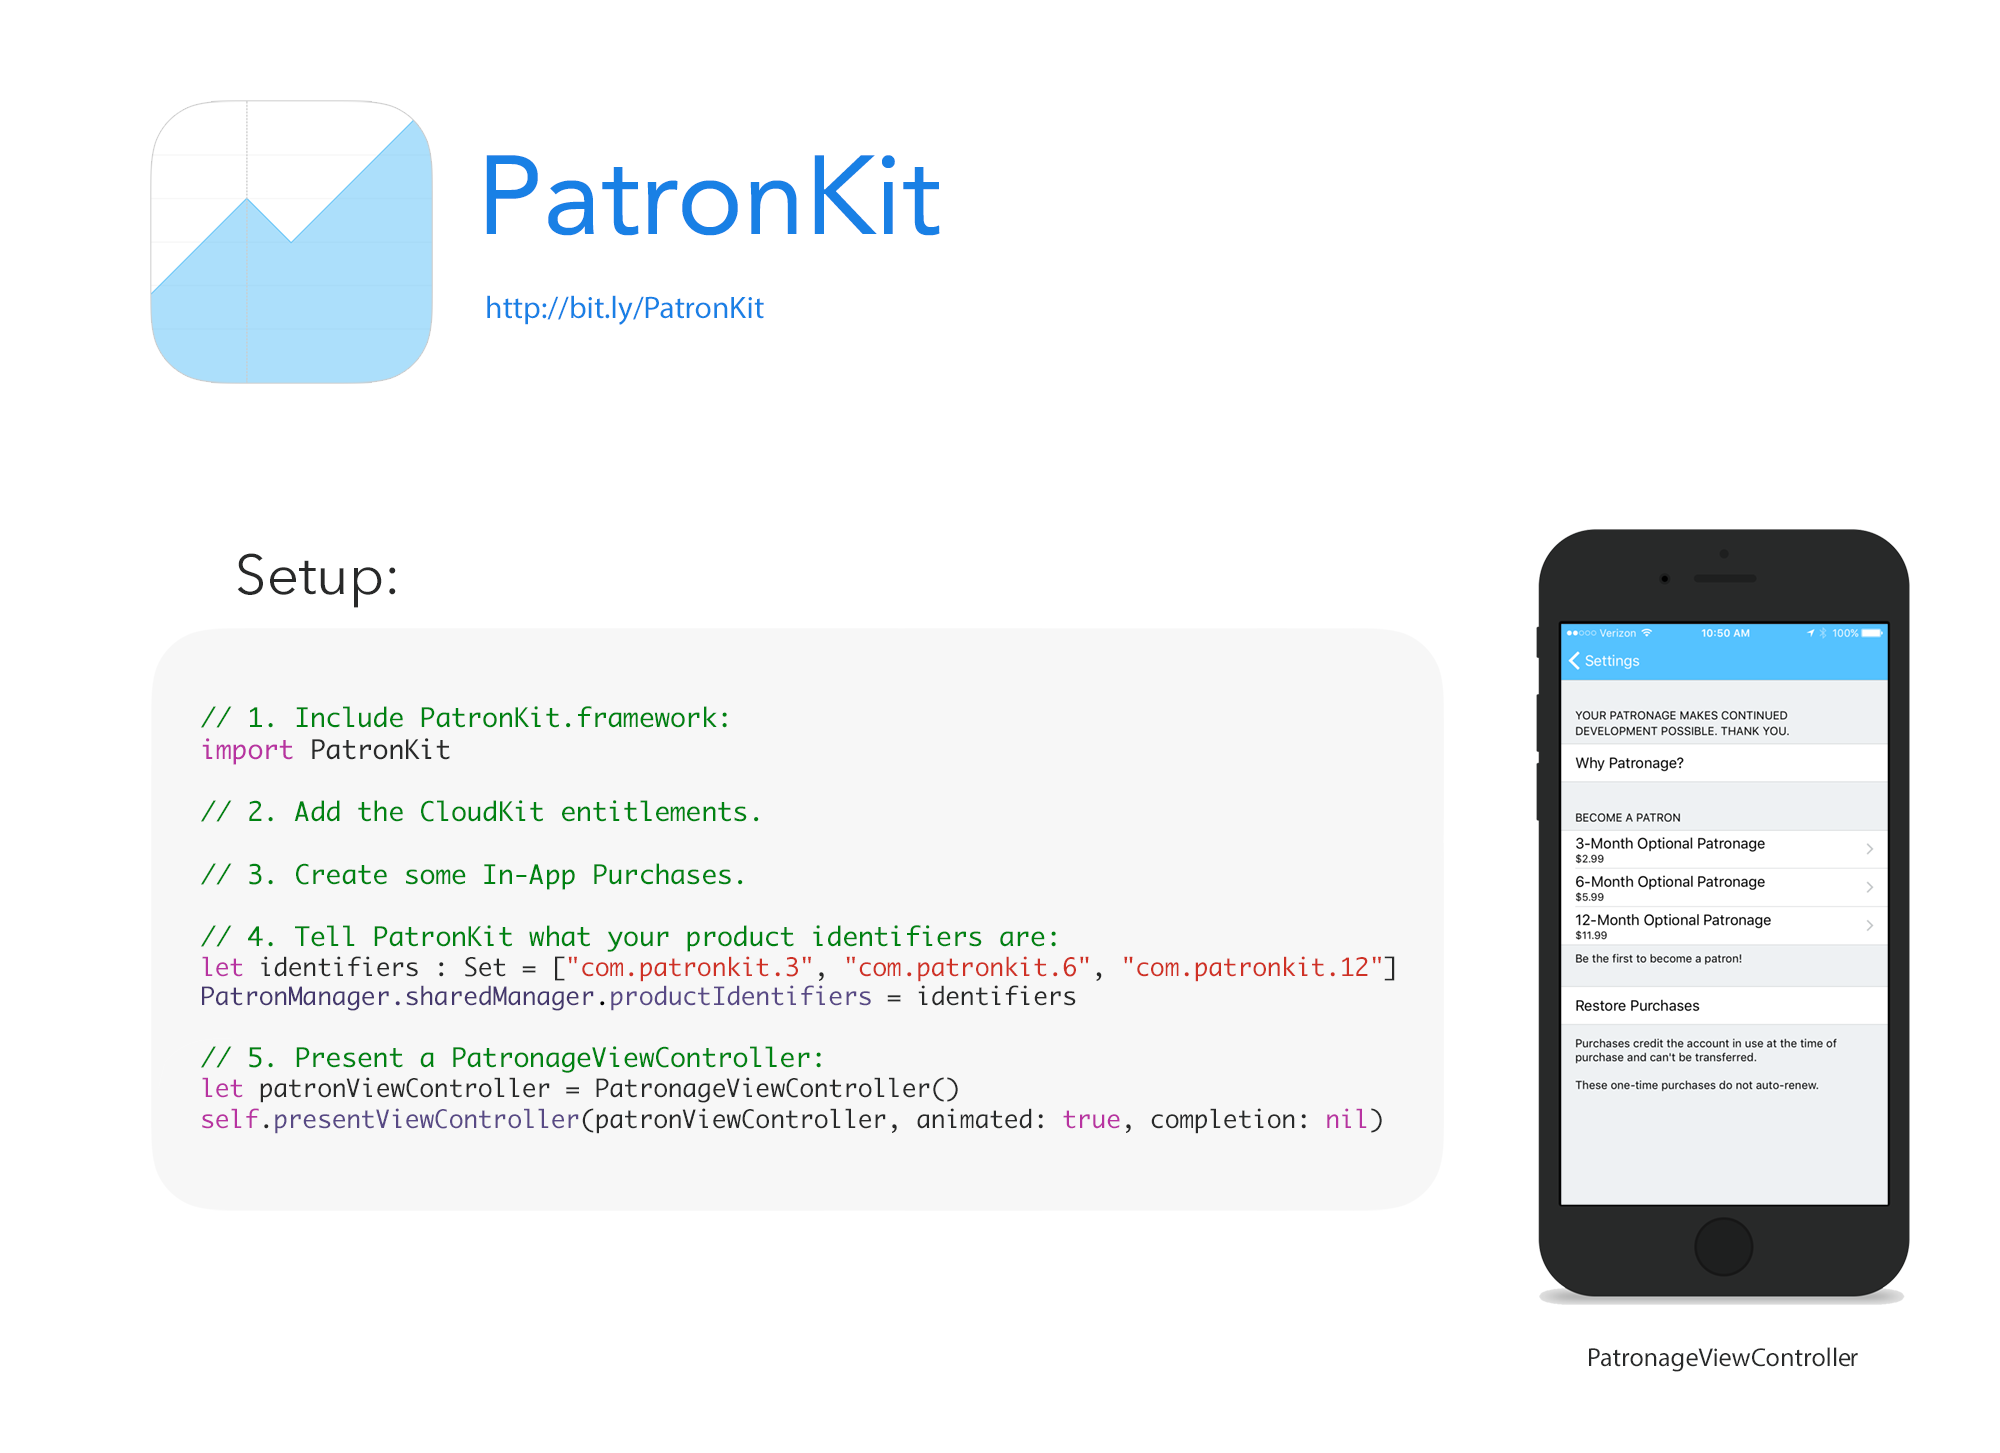 PatronKit
http://bit.ly/PatronKit
Setup:
// 1. Include PatronKit.framework:
import PatronKit
// 2. Add the CloudKit entitlements.
// 3. Create some In-App Purchases.
// 4. Tell PatronKit what your product identifiers are:
let identifiers : Set = ["com.patronkit.3", "com.patronkit.6", "com.patronkit.12"]
PatronManager.sharedManager.productIdentifiers = identifiers
// 5. Present a PatronageViewController:
let patronViewController = PatronageViewController()
self.presentViewController(patronViewController, animated: true, completion: nil)
Verizon 10:50 AM 100%
Settings
YOUR PATRONAGE MAKES CONTINUED
DEVELOPMENT POSSIBLE. THANK YOU.
Why Patronage?
BECOME A PATRON
3-Month Optional Patronage
$2.99
6-Month Optional Patronage
$5.99
12-Month Optional Patronage
$11.99
Be the first to become a patron!
Restore Purchases
Purchases credit the account in use at the time of
purchase and can't be transferred.
These one-time purchases do not auto-renew.
PatronageViewController